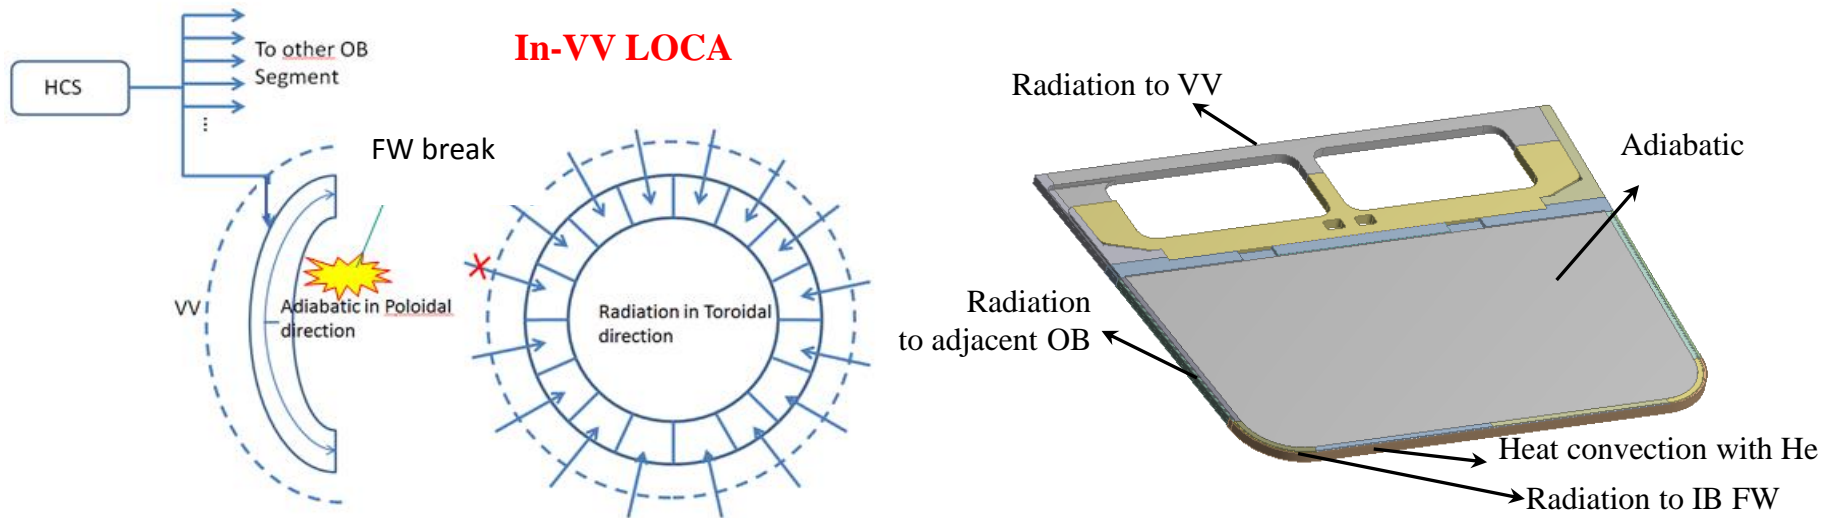 In-VV LOCA
HCS
To other OB
Segment
...
FW break
VV
Adiabatic in Poloidal
direction
Radiation in Toroidal
direction
Radiation to VV
Adiabatic
Radiation
to adjacent OB
Heat convection with He
Radiation to IB FW